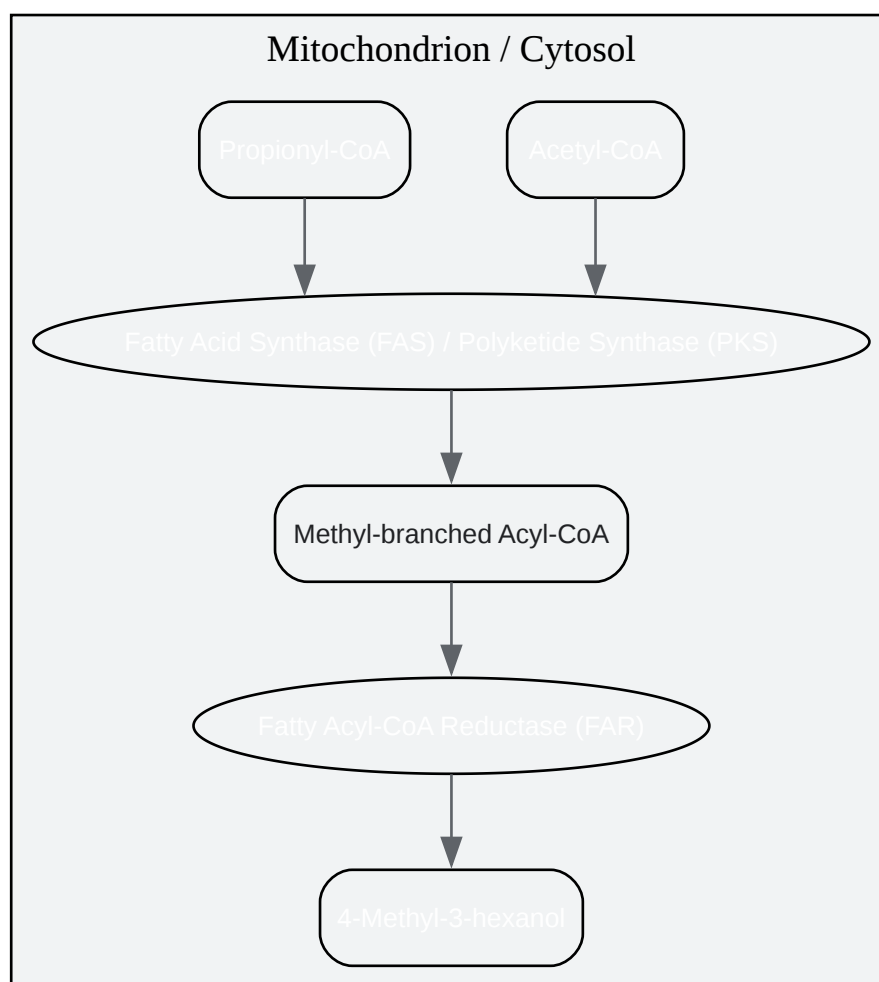 Mitochondrion / Cytosol
Propionyl-CoA
Acetyl-CoA
Fatty Acid Synthase (FAS) / Polyketide Synthase (PKS)
Methyl-branched Acyl-CoA
Fatty Acyl-CoA Reductase (FAR)
4-Methyl-3-hexanol